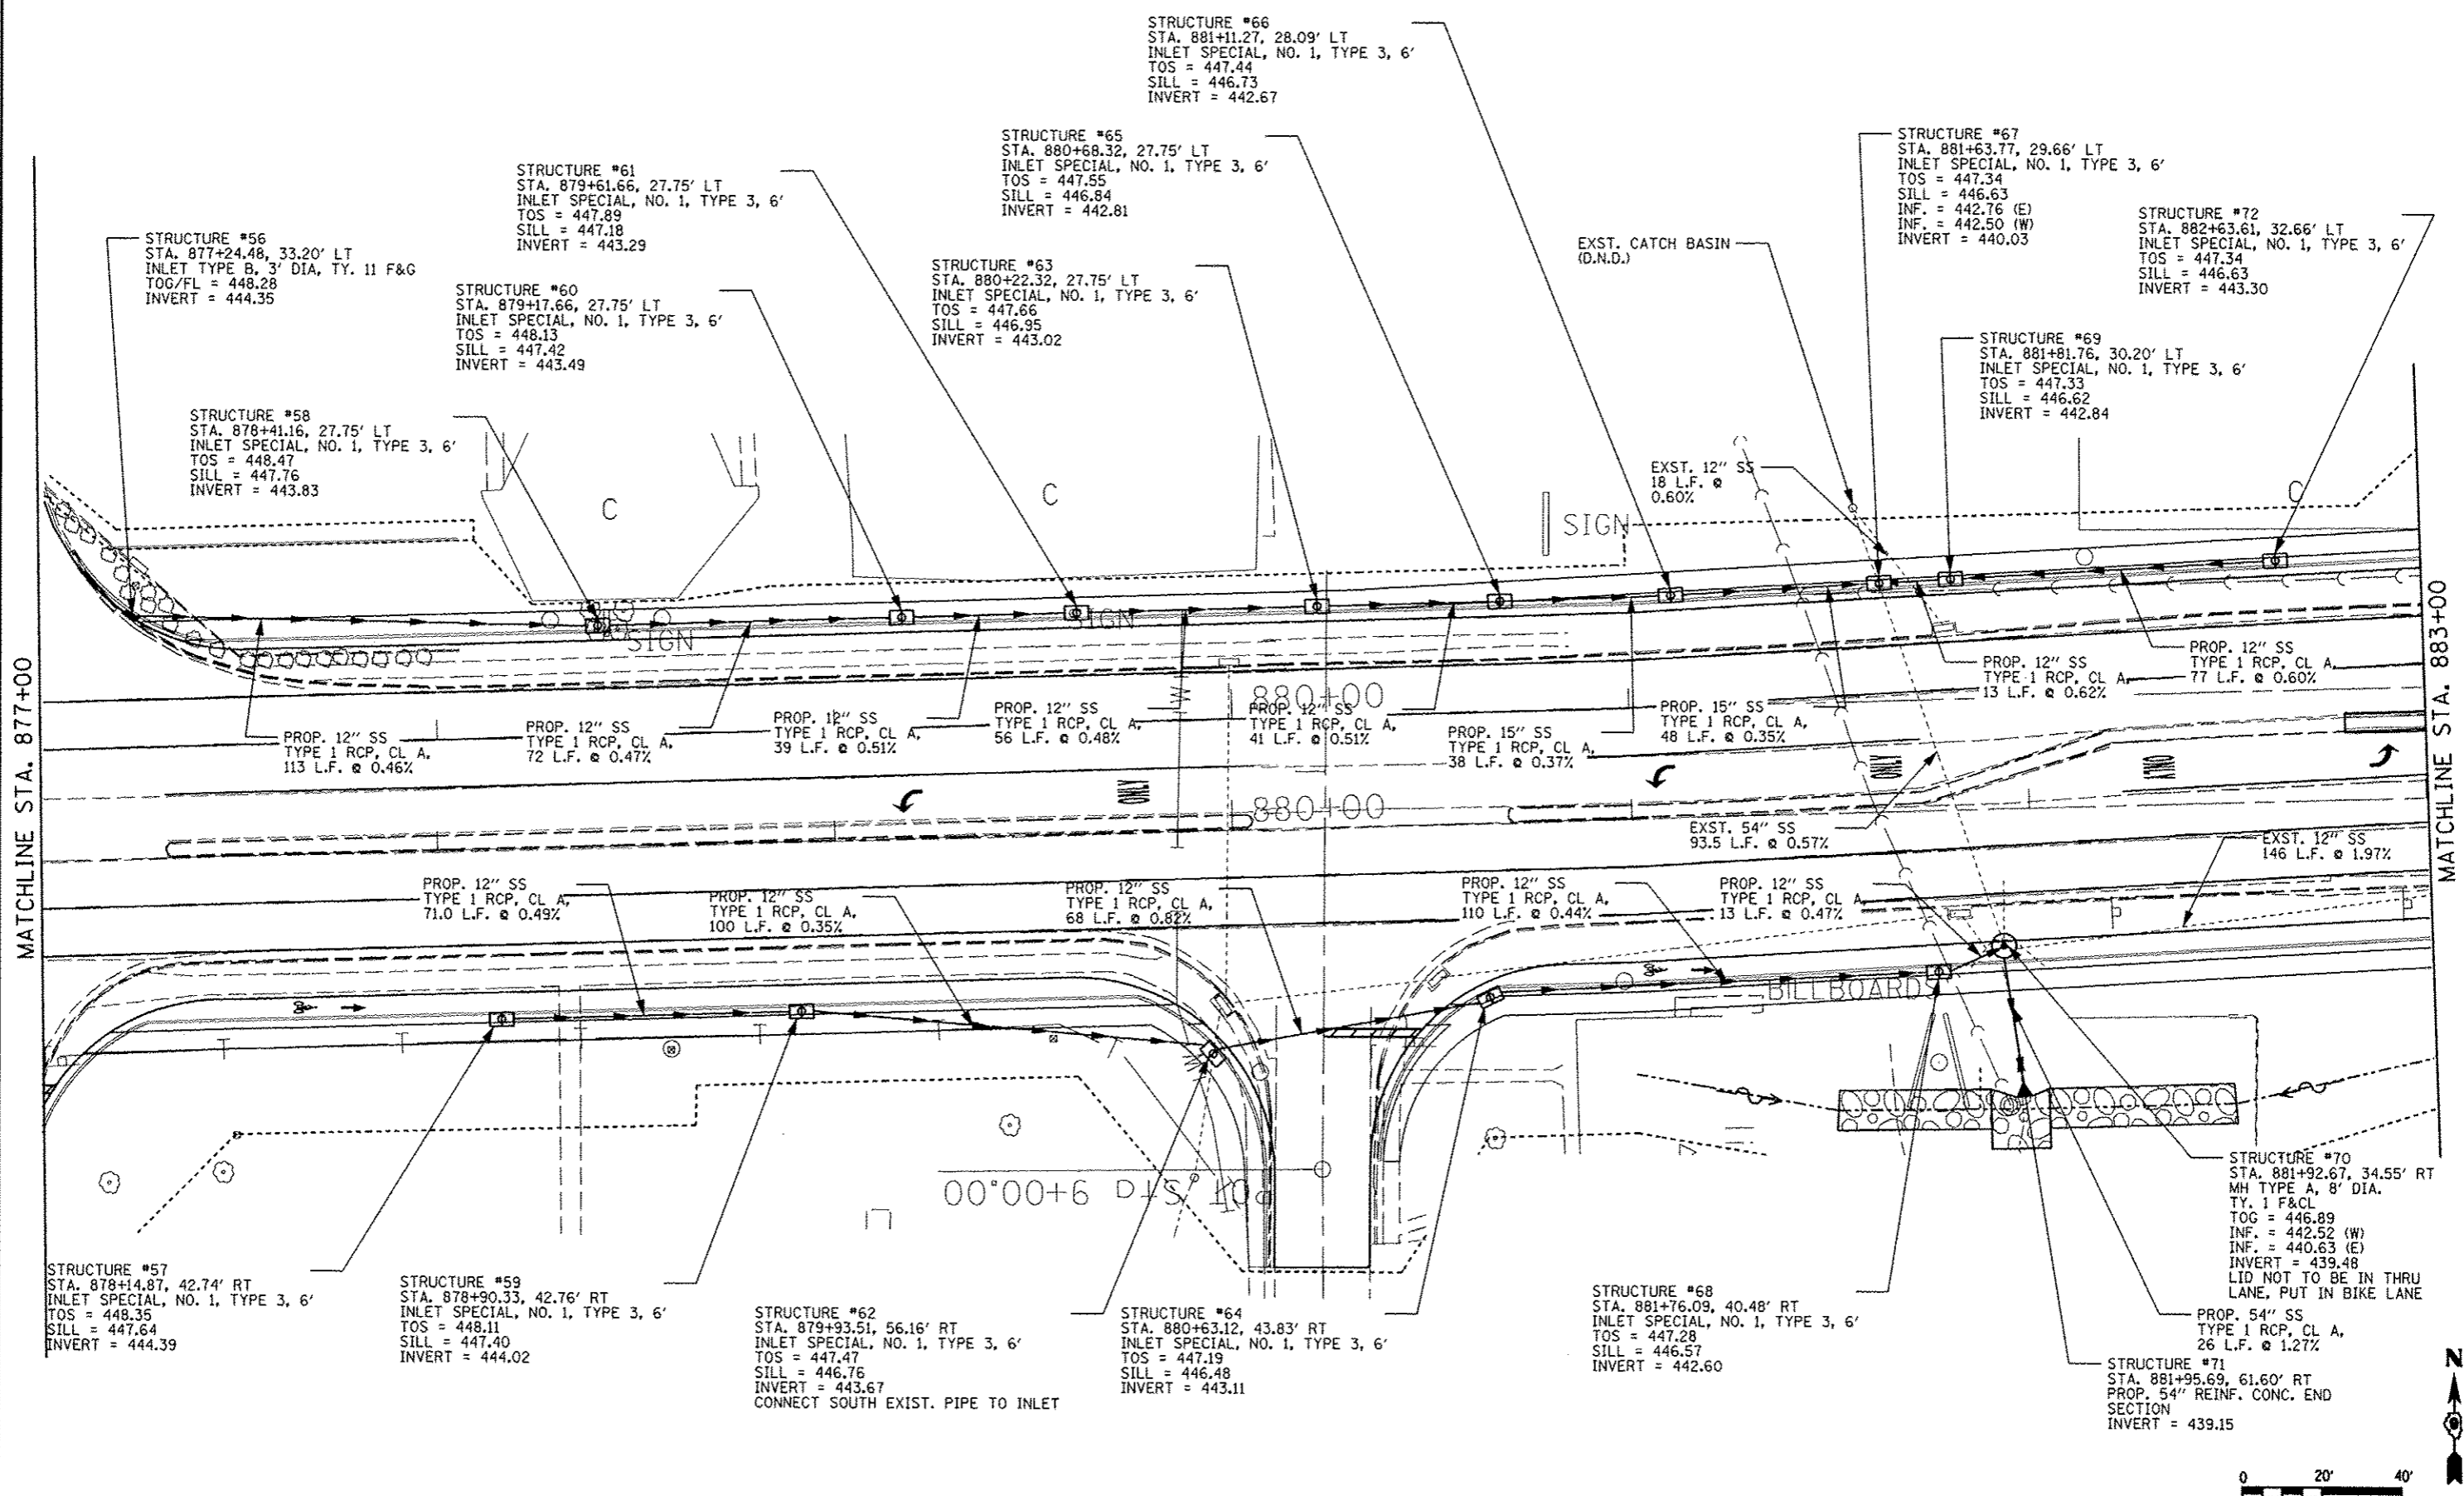 STRUCTURE #66
STA. 881+11.27, 28.09' LT
INLET SPECIAL, NO. 1, TYPE 3, 6'
TOS = 447.44
SILL = 446.73
INVERT = 442.67
STRUCTURE #65
STA. 880+68.32, 27.75' LT
INLET SPECIAL, NO. 1, TYPE 3, 6'
TOS = 447.55
SILL = 446.84
INVERT = 442.81
STRUCTURE #67
STA. 881+63.77, 29.66' LT
INLET SPECIAL, NO. 1, TYPE 3, 6'
TOS = 447.34
SILL = 446.63
INF. = 442.76 (E)
INF. = 442.50 (W)
INVERT = 440.03
STRUCTURE #61
STA. 879+61.66, 27.75' LT
INLET SPECIAL, NO. 1, TYPE 3, 6'
TOS = 447.89
SILL = 447.18
INVERT = 443.29
STRUCTURE #72
STA. 882+63.61, 32.66' LT
INLET SPECIAL, NO. 1, TYPE 3, 6'
TOS = 447.34
SILL = 446.63
INVERT = 443.30
STRUCTURE #56
STA. 877+24.48, 33.20' LT
INLET TYPE B, 3' DIA, TY. 11 F&G
TOG/FL = 448.28
INVERT = 444.35
EXST. CATCH BASIN
(D.N.D.)
STRUCTURE #63
STA. 880+22.32, 27.75' LT
INLET SPECIAL, NO. 1, TYPE 3, 6'
TOS = 447.66
SILL = 446.95
INVERT = 443.02
STRUCTURE #60
STA. 879+17.66, 27.75' LT
INLET SPECIAL, NO. 1, TYPE 3, 6'
TOS = 448.13
SILL = 447.42
INVERT = 443.49
STRUCTURE #69
STA. 881+81.76, 30.20' LT
INLET SPECIAL, NO. 1, TYPE 3, 6'
TOS = 447.33
SILL = 446.62
INVERT = 442.84
STRUCTURE #58
STA. 878+41.16, 27.75' LT
INLET SPECIAL, NO. 1, TYPE 3, 6'
TOS = 448.47
SILL = 447.76
INVERT = 443.83
EXST. 12" SS
18 L.F. @
0.60%
C
C
C
SIGN
SIGN
SIGN
MATCHLINE STA. 877+00
MATCHLINE STA. 883+00
PROP. 12" SS
TYPE 1 RCP, CL A,
113 L.F. @ 0.46%
PROP. 12" SS
TYPE 1 RCP, CL A,
72 L.F. @ 0.47%
PROP. 12" SS
TYPE 1 RCP, CL A,
39 L.F. @ 0.51%
PROP. 12" SS
TYPE 1 RCP, CL A,
56 L.F. @ 0.48%
880+00
PROP. 12" SS
TYPE 1 RCP, CL A,
41 L.F. @ 0.51%
PROP. 15" SS
TYPE 1 RCP, CL A,
38 L.F. @ 0.37%
PROP. 15" SS
TYPE 1 RCP, CL A,
48 L.F. @ 0.35%
PROP. 12" SS
TYPE 1 RCP, CL A,
13 L.F. @ 0.62%
PROP. 12" SS
TYPE 1 RCP, CL A,
77 L.F. @ 0.60%
ONLY
ONLY
ONLY
880+00
EXST. 54" SS
93.5 L.F. @ 0.57%
EXST. 12" SS
146 L.F. @ 1.97%
PROP. 12" SS
TYPE 1 RCP, CL A,
71.0 L.F. @ 0.49%
PROP. 12" SS
TYPE 1 RCP, CL A,
100 L.F. @ 0.35%
PROP. 12" SS
TYPE 1 RCP, CL A,
68 L.F. @ 0.82%
PROP. 12" SS
TYPE 1 RCP, CL A,
110 L.F. @ 0.44%
PROP. 12" SS
TYPE 1 RCP, CL A,
13 L.F. @ 0.47%
BILLBOARDS
Sta 9+00.00
STRUCTURE #70
STA. 881+92.67, 34.55' RT
MH TYPE A, 8' DIA.
TY. 1 F&CL
TOG = 446.89
INF. = 442.52 (W)
INF. = 440.63 (E)
INVERT = 439.48
LID NOT TO BE IN THRU
LANE, PUT IN BIKE LANE
STRUCTURE #57
STA. 878+14.87, 42.74' RT
INLET SPECIAL, NO. 1, TYPE 3, 6'
TOS = 448.35
SILL = 447.64
INVERT = 444.39
STRUCTURE #59
STA. 878+90.33, 42.76' RT
INLET SPECIAL, NO. 1, TYPE 3, 6'
TOS = 448.11
SILL = 447.40
INVERT = 444.02
STRUCTURE #62
STA. 879+93.51, 56.16' RT
INLET SPECIAL, NO. 1, TYPE 3, 6'
TOS = 447.47
SILL = 446.76
INVERT = 443.67
CONNECT SOUTH EXIST. PIPE TO INLET
STRUCTURE #64
STA. 880+63.12, 43.83' RT
INLET SPECIAL, NO. 1, TYPE 3, 6'
TOS = 447.19
SILL = 446.48
INVERT = 443.11
STRUCTURE #68
STA. 881+76.09, 40.48' RT
INLET SPECIAL, NO. 1, TYPE 3, 6'
TOS = 447.28
SILL = 446.57
INVERT = 442.60
PROP. 54" SS
TYPE 1 RCP, CL A,
26 L.F. @ 1.27%
STRUCTURE #71
STA. 881+95.69, 61.60' RT
PROP. 54" REINF. CONC. END
SECTION
INVERT = 439.15
N
0 20' 40'